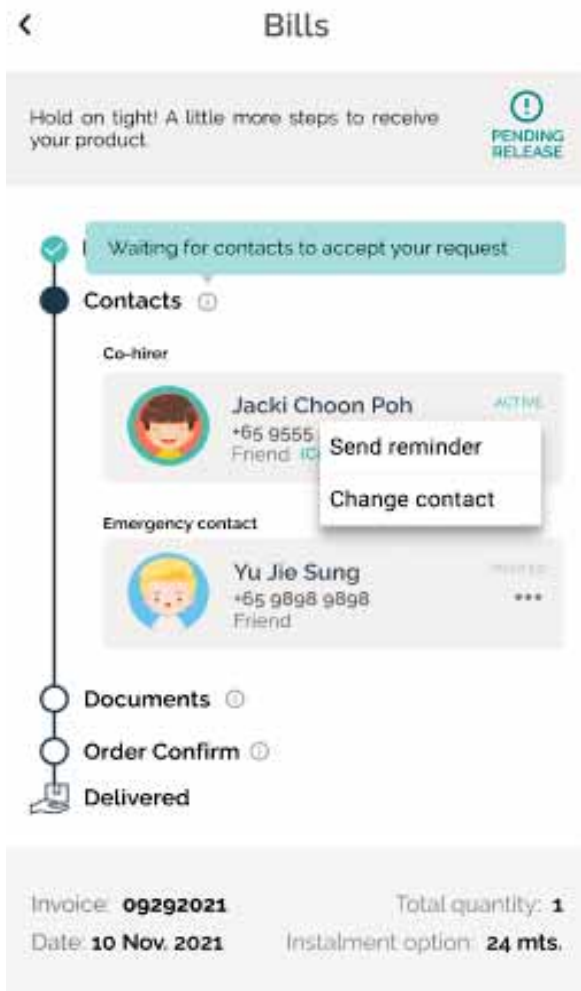 Bills
Hold on tight! A little more steps to receive
your product.
PENDING
RELEASE
Waiting for contacts to accept your request
Contacts
Co-hirer
Jacki Choon Poh
ACTIVE
+65 9555
Friend
Send reminder
Change contact
Emergency contact
Yu Jie Sung
+65 9898 9898
Friend
Documents
Order Confirm
Delivered
Invoice: 09292021
Total quantity: 1
Date: 10 Nov. 2021
Instalment option: 24 mts.